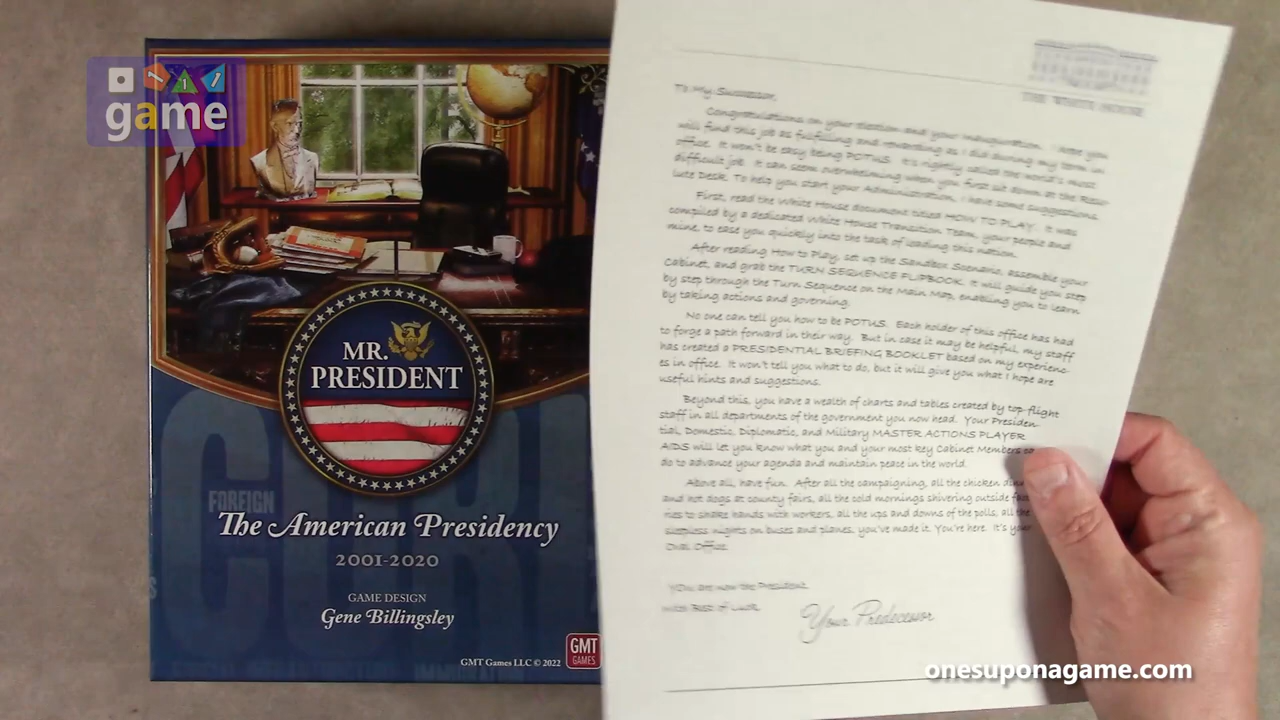 game
MR.
PRESIDENT
FOREIGN
The American Presidency
2001-2020
GAME DESIGN
Gene Billingsley
GMT Games LLC © 2022
GMT
GAMES
THE WHITE HOUSE
To My Successor,
Congratulations on your election and your inauguration. I hope you
will find this job as fulfilling and rewarding as I did during my term in
office. It won't be easy being POTUS. It's rightly called the world's most
difficult job. It can seem overwhelming when you first sit down at the Reso-
lute Desk. To help you start your Administration, I have some suggestions.
First, read the White House document titled HOW TO PLAY. It was
compiled by a dedicated White House Transition Team, your people and
mine, to ease you quickly into the task of leading this nation.
After reading How to Play, set up the Sandbox Scenario, assemble your
Cabinet, and grab the TURN SEQUENCE FLIPBOOK. It will guide you step
by step through the Turn Sequence on the Main Map, enabling you to learn
by taking actions and governing.
No one can tell you how to be POTUS. Each holder of this office has had
to forge a path forward in their way. But in case it may be helpful, my staff
has created a PRESIDENTIAL BRIEFING BOOKLET based on my experienc-
es in office. It won't tell you what to do, but it will give you what I hope are
useful hints and suggestions.
Beyond this, you have a wealth of charts and tables created by top-flight
staff in all departments of the government you now head. Your Presiden-
tial, Domestic, Diplomatic, and Military MASTER ACTIONS PLAYER
AIDS will let you know what you and your most key Cabinet Members
do to advance your agenda and maintain peace in the world.
Above all, have fun. After all the campaigning, all the chicken
and hot dogs at county fairs, all the cold mornings shivering outside
ries to shake hands with workers, all the ups and downs of the polls, all the
sleepless nights on buses and planes, you've made it. You're here. It's
Oval Office.
You are now the President.
With Best of Luck,
Your Predecessor
onesuponagame.com